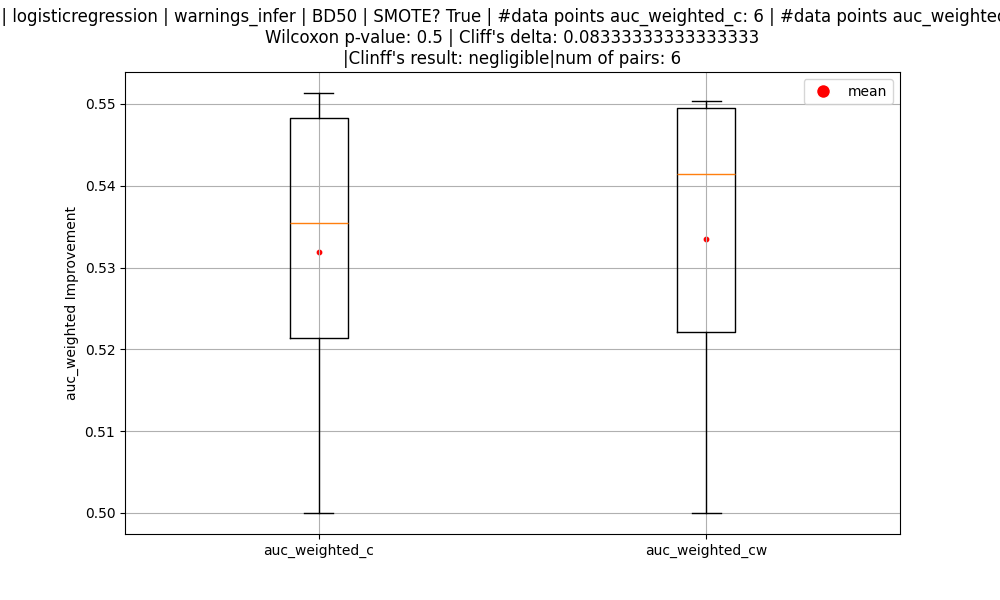 | logisticregression | warnings_infer | BD50 | SMOTE? True | #data points auc_weighted_c: 6 | #data points
Wilcoxon p-value: 0.5 | Cliff's delta: 0.08333333333333333
|Clinff's result: negligible|num of pairs: 6
mean
0.55
0.54
0.53
0.52
0.51
0.50
auc_weighted Improvement
auc_weighted_c
auc_weighted_cw